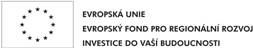 EVROPSKÁ UNIE
EVROPSKÝ FOND PRO REGIONÁLNÍ ROZVOJ
INVESTICE DO VAŠÍ BUDOUCNOSTI